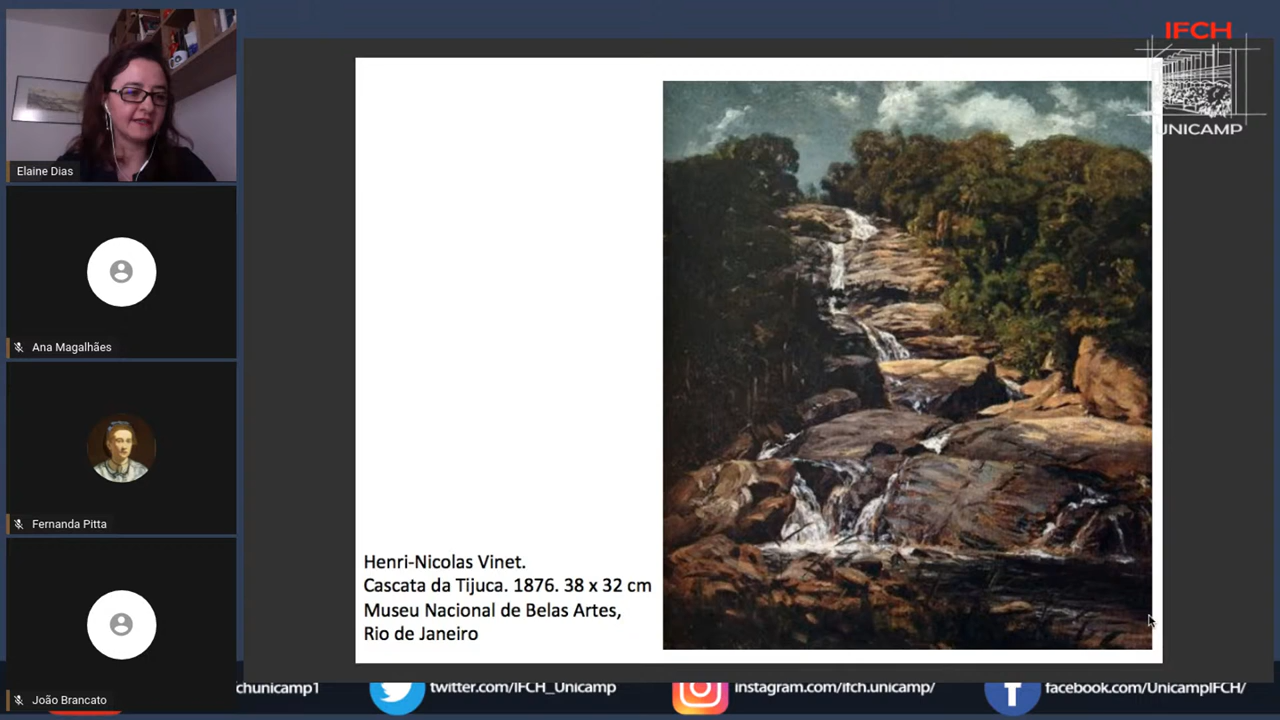 Elaine Dias
Ana Magalhães
Fernanda Pitta
João Brancato
Henri-Nicolas Vinet.
Cascata da Tijuca. 1876. 38 x 32 cm
Museu Nacional de Belas Artes,
Rio de Janeiro
IFCH
UNICAMP
chunicamp1
twitter.com/IFCH_Unicamp
instagram.com/ifch.unicamp/
facebook.com/UnicampIFCH/